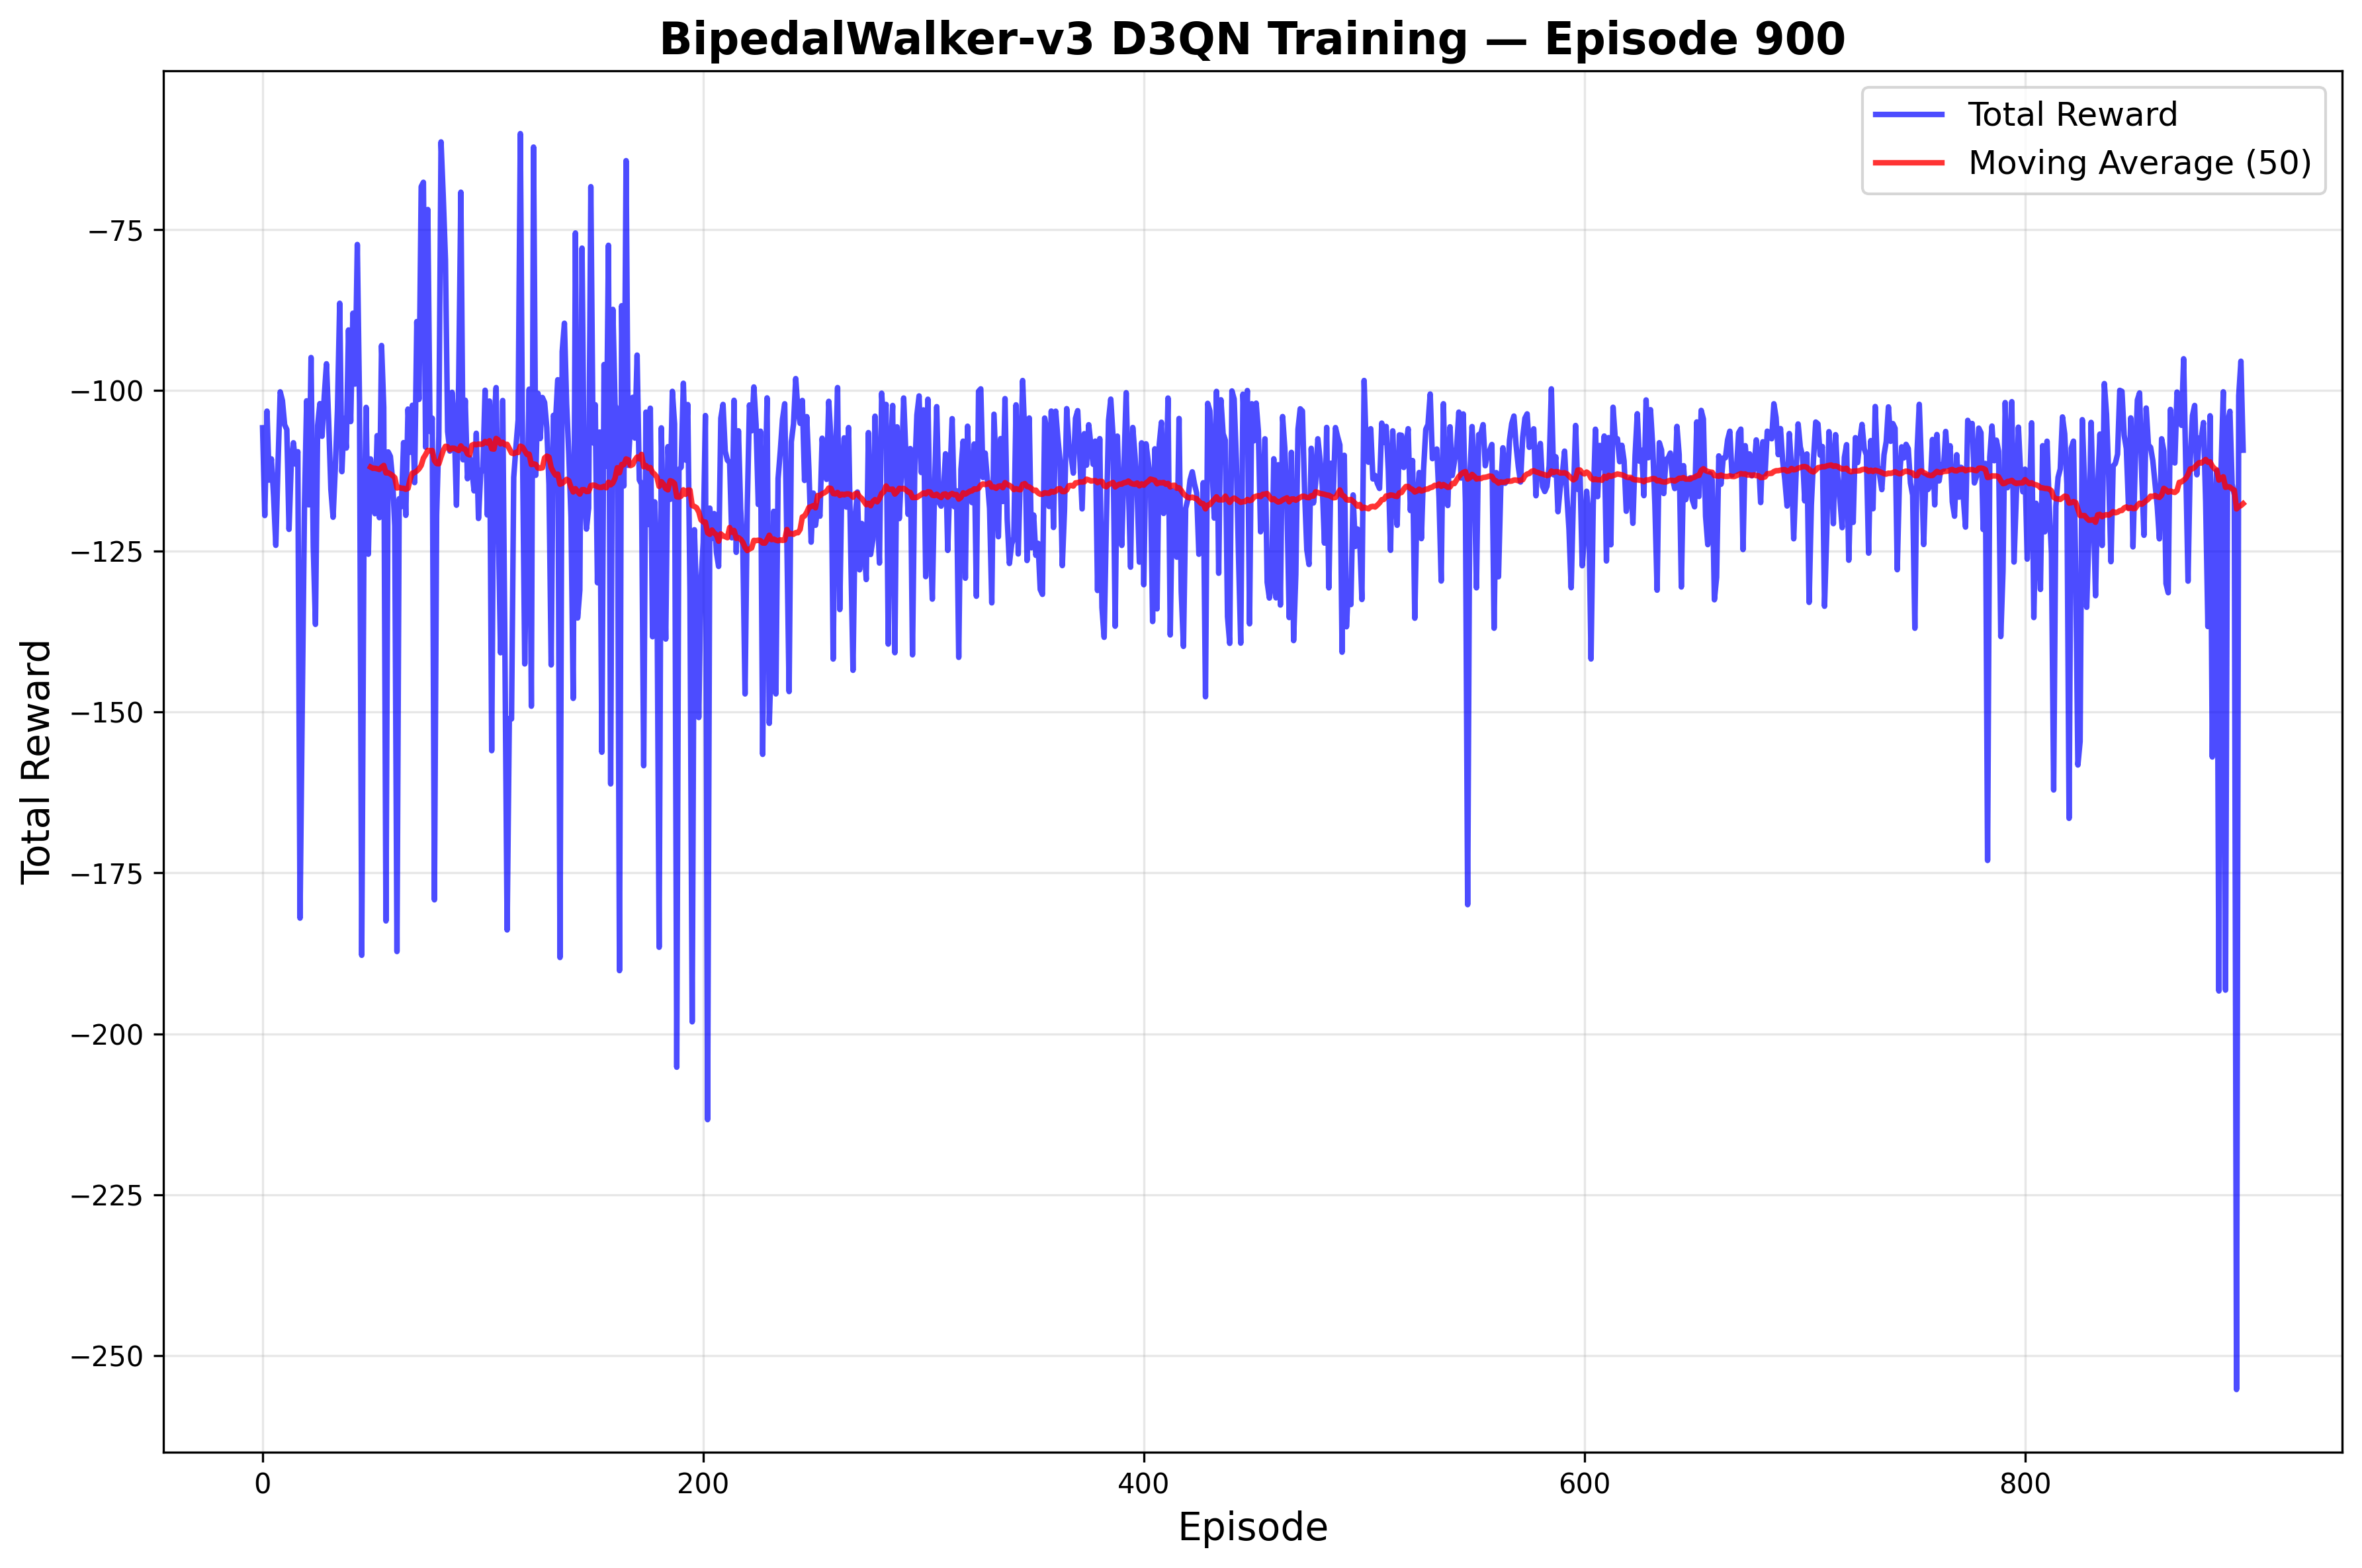 BipedalWalker-v3 D3QN Training — Episode 900
Total Reward
Moving Average (50)
−75
−100
−125
−150
−175
−200
−225
−250
Total Reward
0
200
400
600
800
Episode